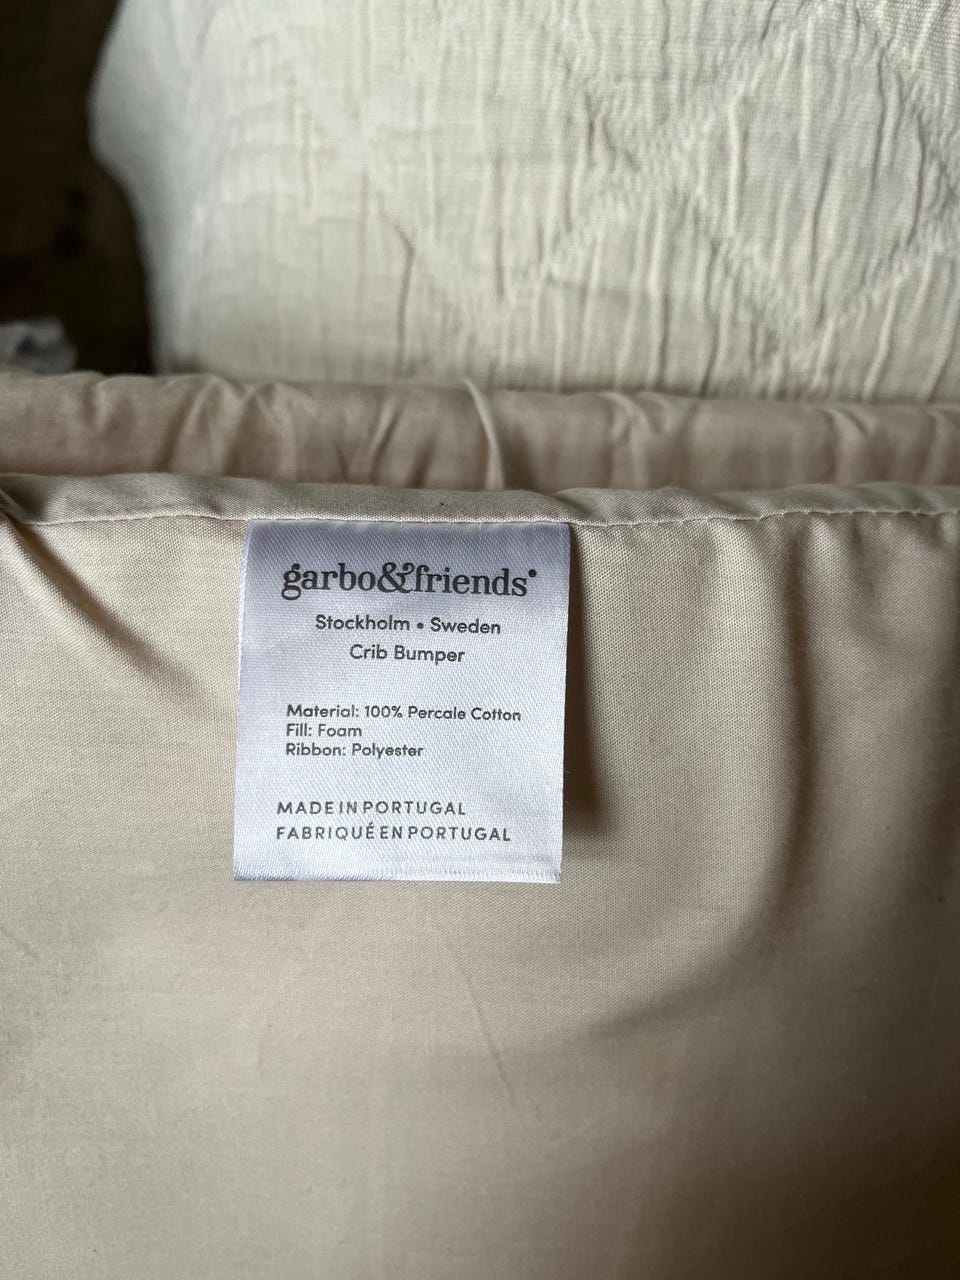 garbo&friends
Stockholm • Sweden
Crib Bumper
Material: 100% Percale Cotton
Fill: Foam
Ribbon: Polyester
MADE IN PORTUGAL
FABRIQUÉ EN PORTUGAL